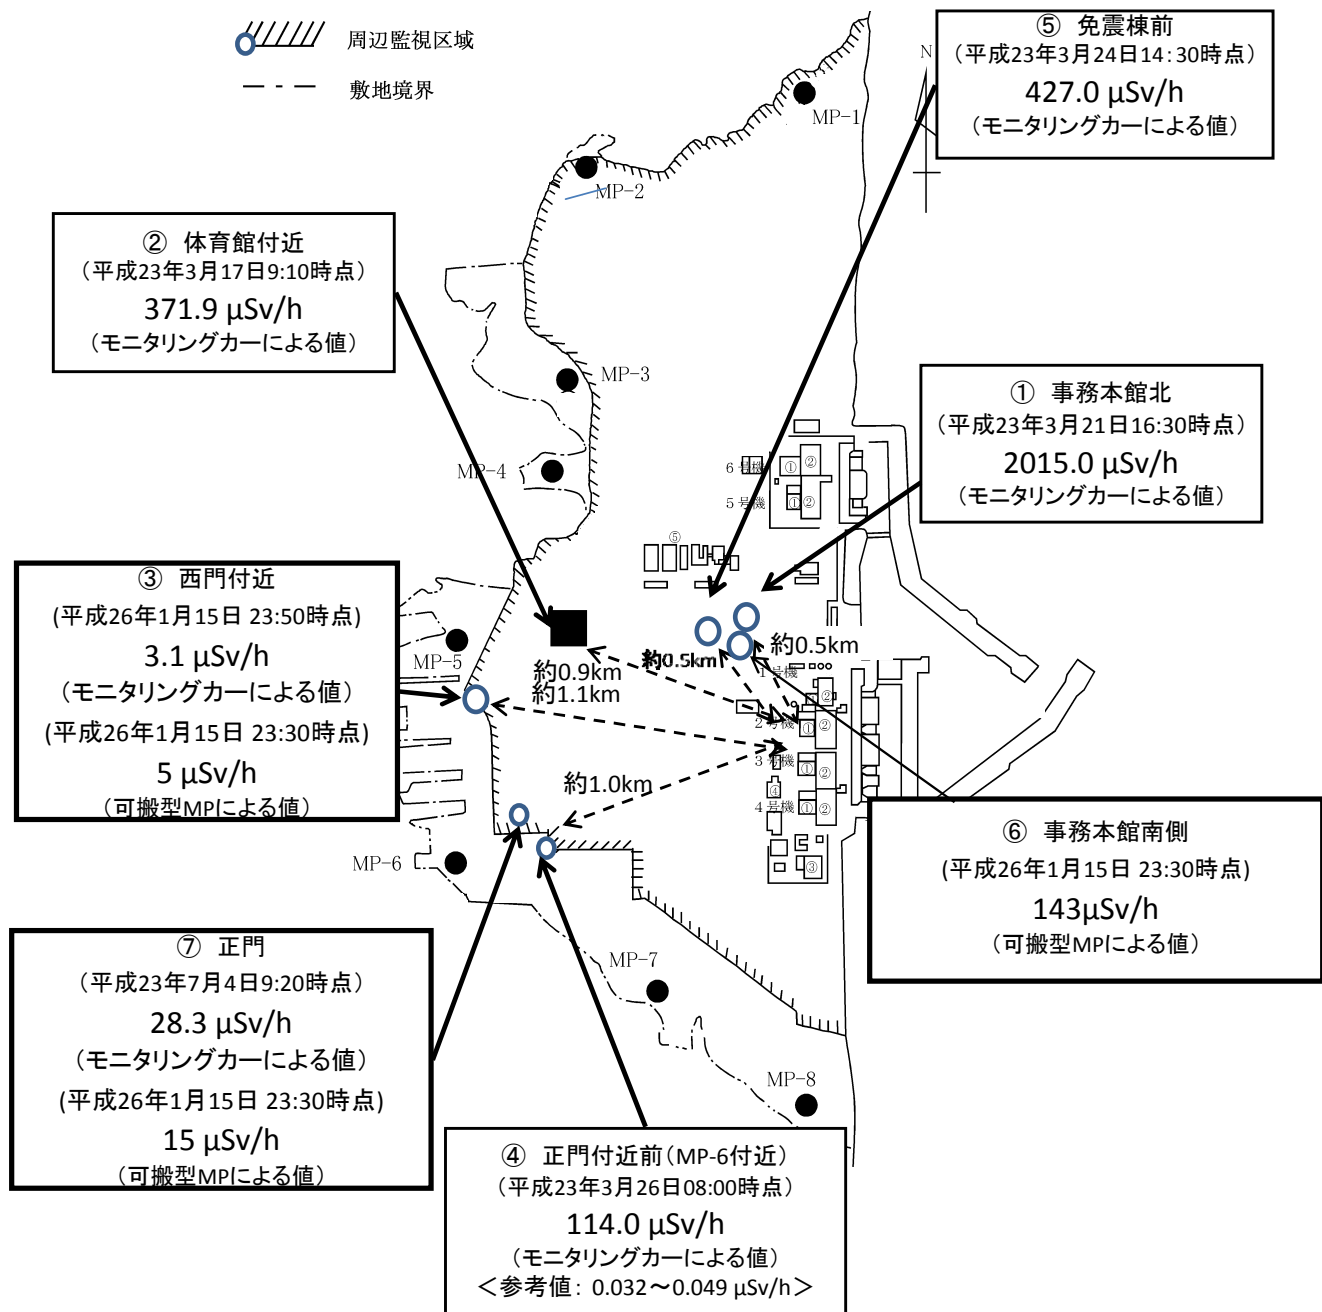 周辺監視区域
敷地境界
⑤ 免震棟前
（平成23年3月24日14:30時点）
427.0 μSv/h
（モニタリングカーによる値）
N
MP-1
MP-2
② 体育館付近
（平成23年3月17日9:10時点）
371.9 μSv/h
（モニタリングカーによる値）
MP-3
① 事務本館北
（平成23年3月21日16:30時点）
2015.0 μSv/h
（モニタリングカーによる値）
MP-4
6号機
①
②
5号機
①
②
⑤
③ 西門付近
(平成26年1月15日 23:50時点)
3.1 μSv/h
（モニタリングカーによる値）
(平成26年1月15日 23:30時点)
5 μSv/h
（可搬型MPによる値）
MP-5
約0.9km
約1.1km
約0.5km
約0.5km
1号機
②
2号機
①
②
3号機
①
②
④
4号機
①
②
③
約1.0km
MP-6
⑥ 事務本館南側
(平成26年1月15日 23:30時点)
143μSv/h
（可搬型MPによる値）
⑦ 正門
（平成23年7月4日9:20時点）
28.3 μSv/h
（モニタリングカーによる値）
(平成26年1月15日 23:30時点)
15 μSv/h
（可搬型MPによる値）
MP-7
MP-8
④ 正門付近前（MP-6付近）
（平成23年3月26日08:00時点）
114.0 μSv/h
（モニタリングカーによる値）
＜参考値: 0.032～0.049 μSv/h＞